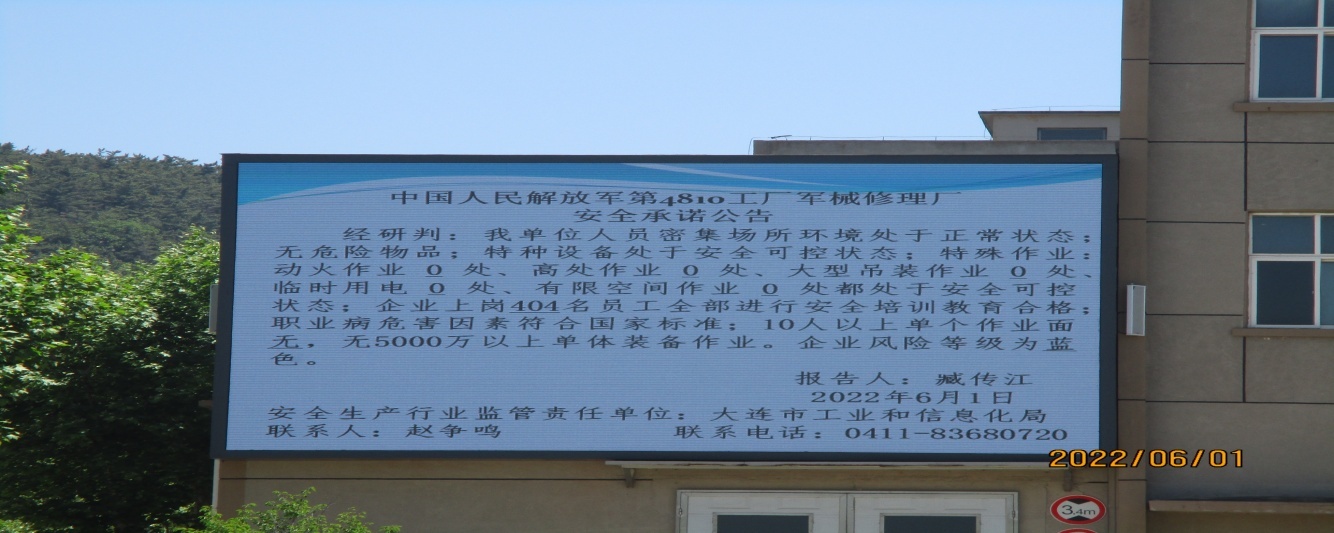 中国人民解放军第4810工厂军械修理厂
安全承诺公告
经研判：我单位人员密集场所环境处于正常状态；
无危险物品；特种设备处于安全可控状态；特殊作业：
动火作业 0 处、高处作业 0 处、大型吊装作业 0 处、
临时用电 0 处、有限空间作业 0 处都处于安全可控
状态；企业上岗404名员工全部进行安全培训教育合格；
职业病危害因素符合国家标准；10人以上单个作业面
无，无5000万以上单体装备作业。企业风险等级为蓝
色。
报告人：臧传江
2022年6月1日
安全生产行业监管责任单位：大连市工业和信息化局
联系人：赵争鸣 联系电话：0411-83680720
2022/06/01
3.4m